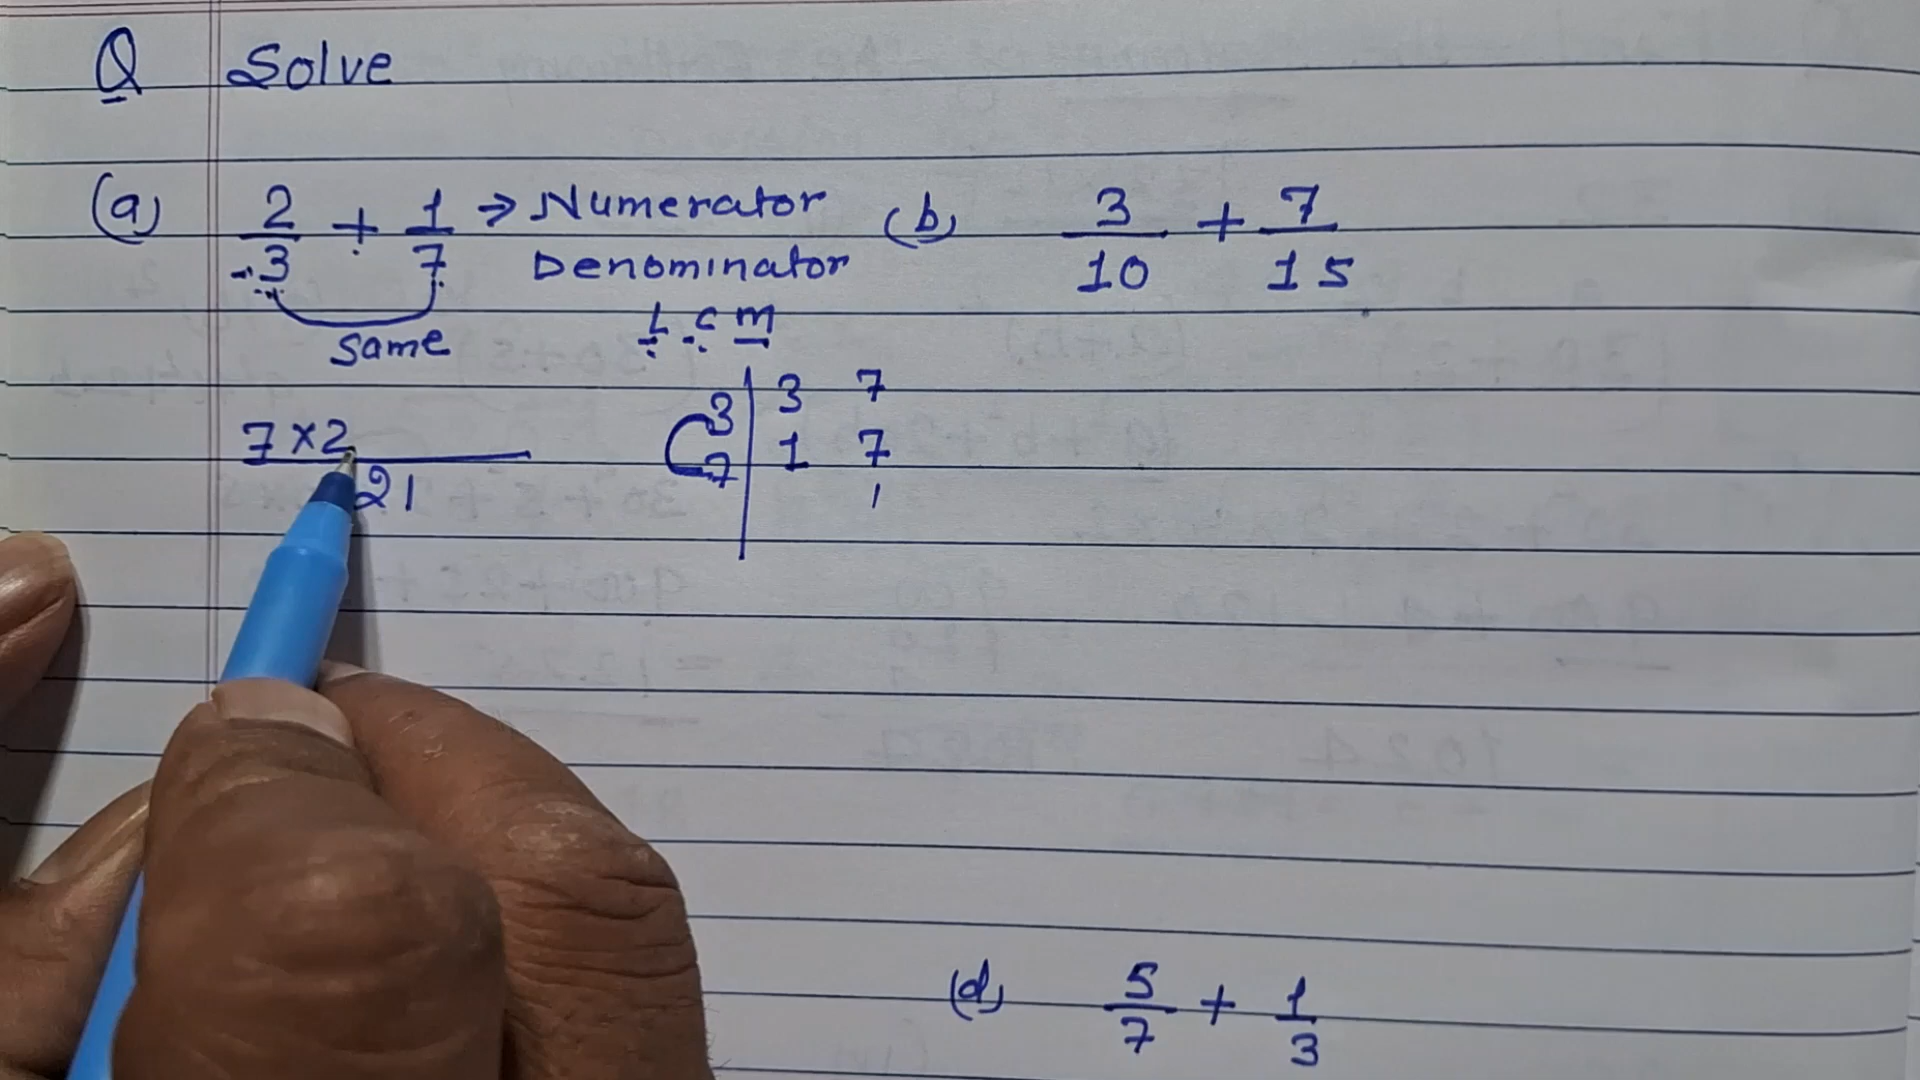 Q Solve
(a) 2/3 + 1/7 → Numerator Denominator (b) 3/10 + 7/15
Same
L c m
3 | 3 7
7 | 1 7
1
7×2
21
(d) 5/7 + 1/3